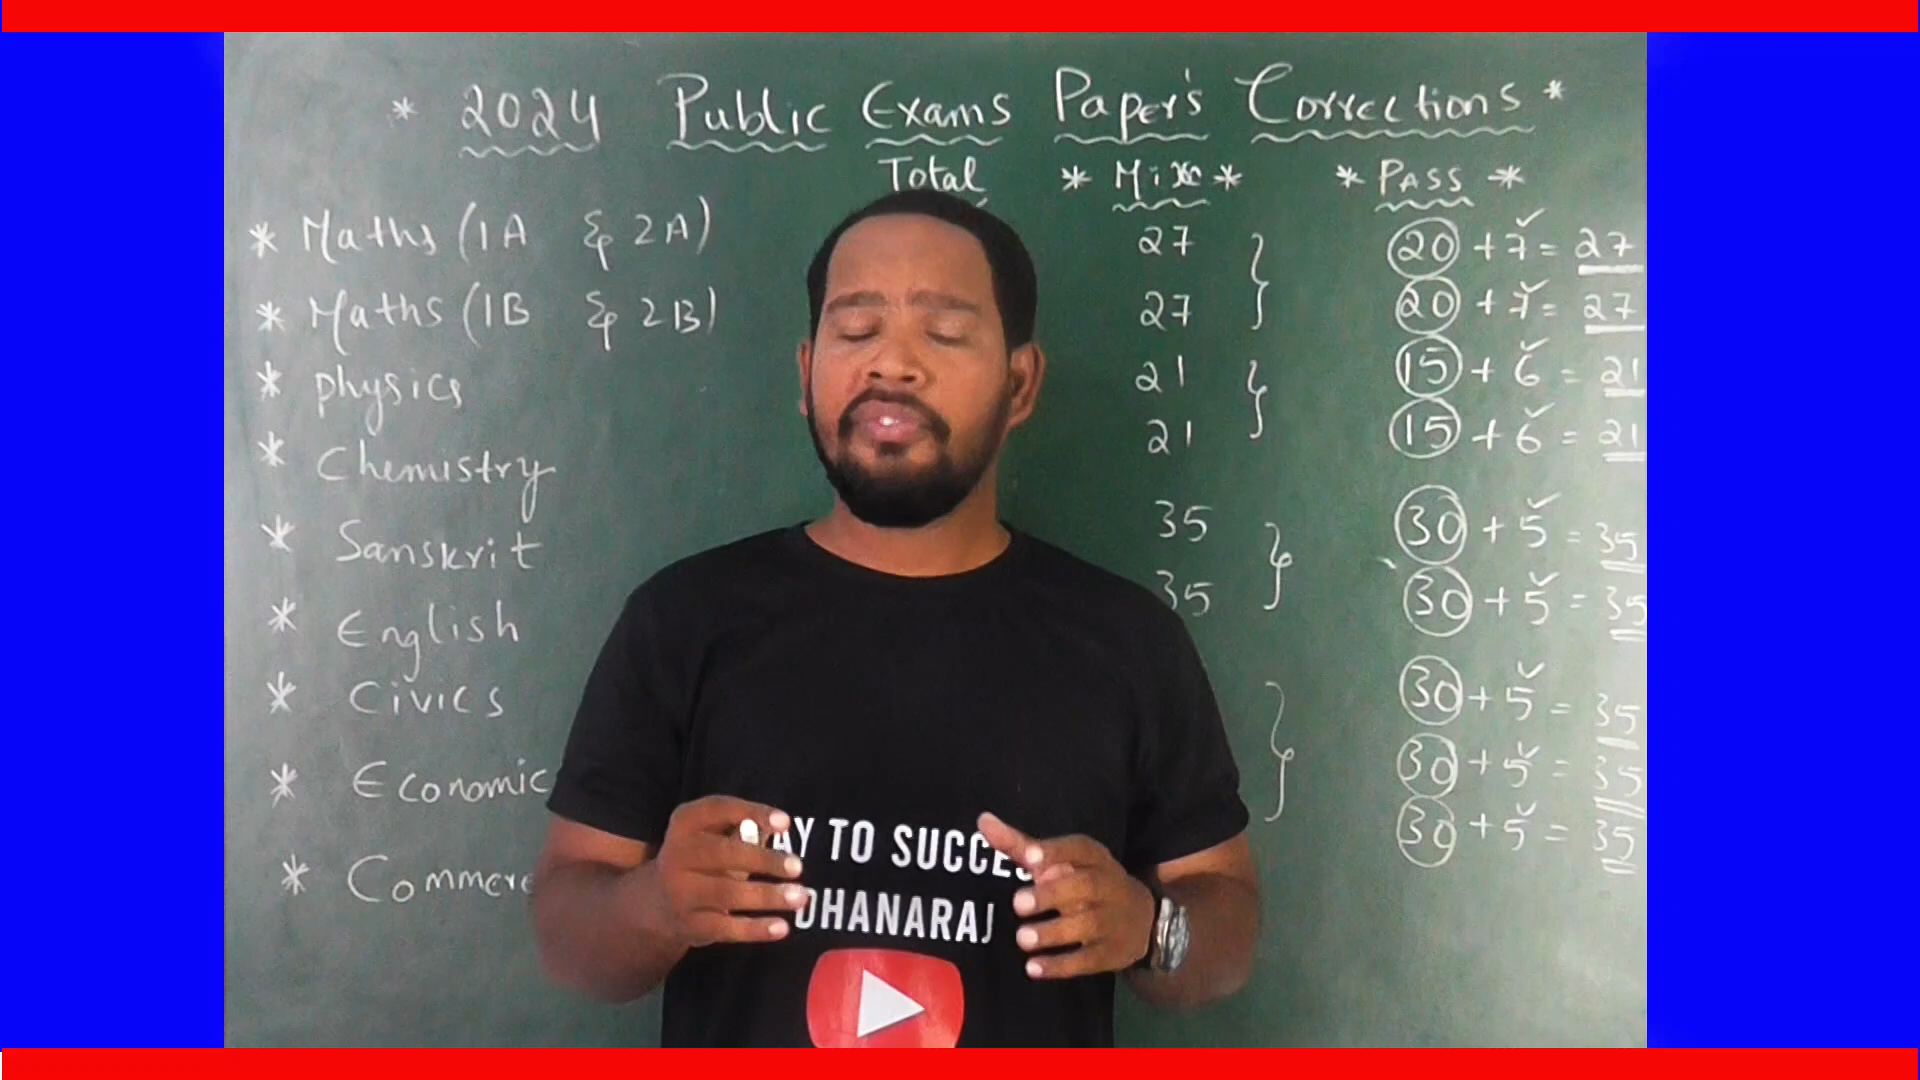 * 2024 Public Exams Paper's Corrections *
Total * Mix * * PASS *
* Maths (1A & 2A) 27 } 20 + 7 = 27
* Maths (1B & 2B) 27 20 + 7 = 27
* Physics 21 } 15 + 6 = 21
* Chemistry 21 15 + 6 = 21
* Sanskrit 35 } 30 + 5 = 35
* English 35 30 + 5 = 35
* Civics } 30 + 5 = 35
* Economic 30 + 5 = 35
* Commerc 30 + 5 = 35
AY TO SUCCES
DHANARAJ